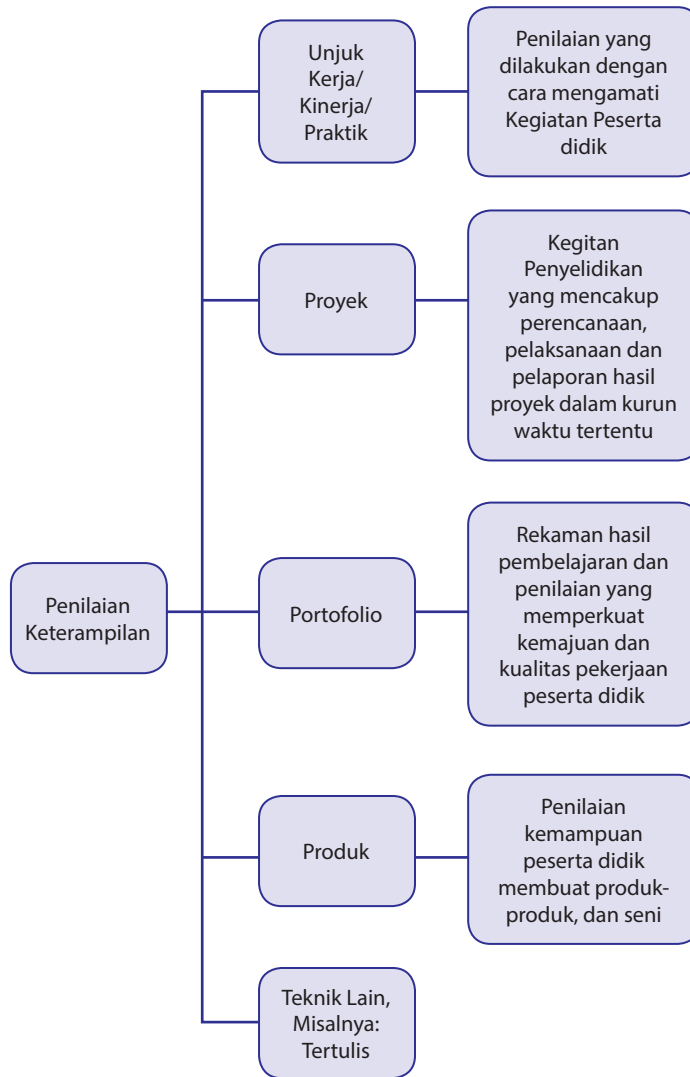 Unjuk
Kerja/
Kinerja/
Praktik
Penilaian yang
dilakukan dengan
cara mengamati
Kegiatan Peserta
didik
Proyek
Kegitan
Penyelidikan
yang mencakup
perencanaan,
pelaksanaan dan
pelaporan hasil
proyek dalam kurun
waktu tertentu
Penilaian
Keterampilan
Portofolio
Rekaman hasil
pembelajaran dan
penilaian yang
memperkuat
kemajuan dan
kualitas pekerjaan
peserta didik
Produk
Penilaian
kemampuan
peserta didik
membuat produk-
produk, dan seni
Teknik Lain,
Misalnya:
Tertulis